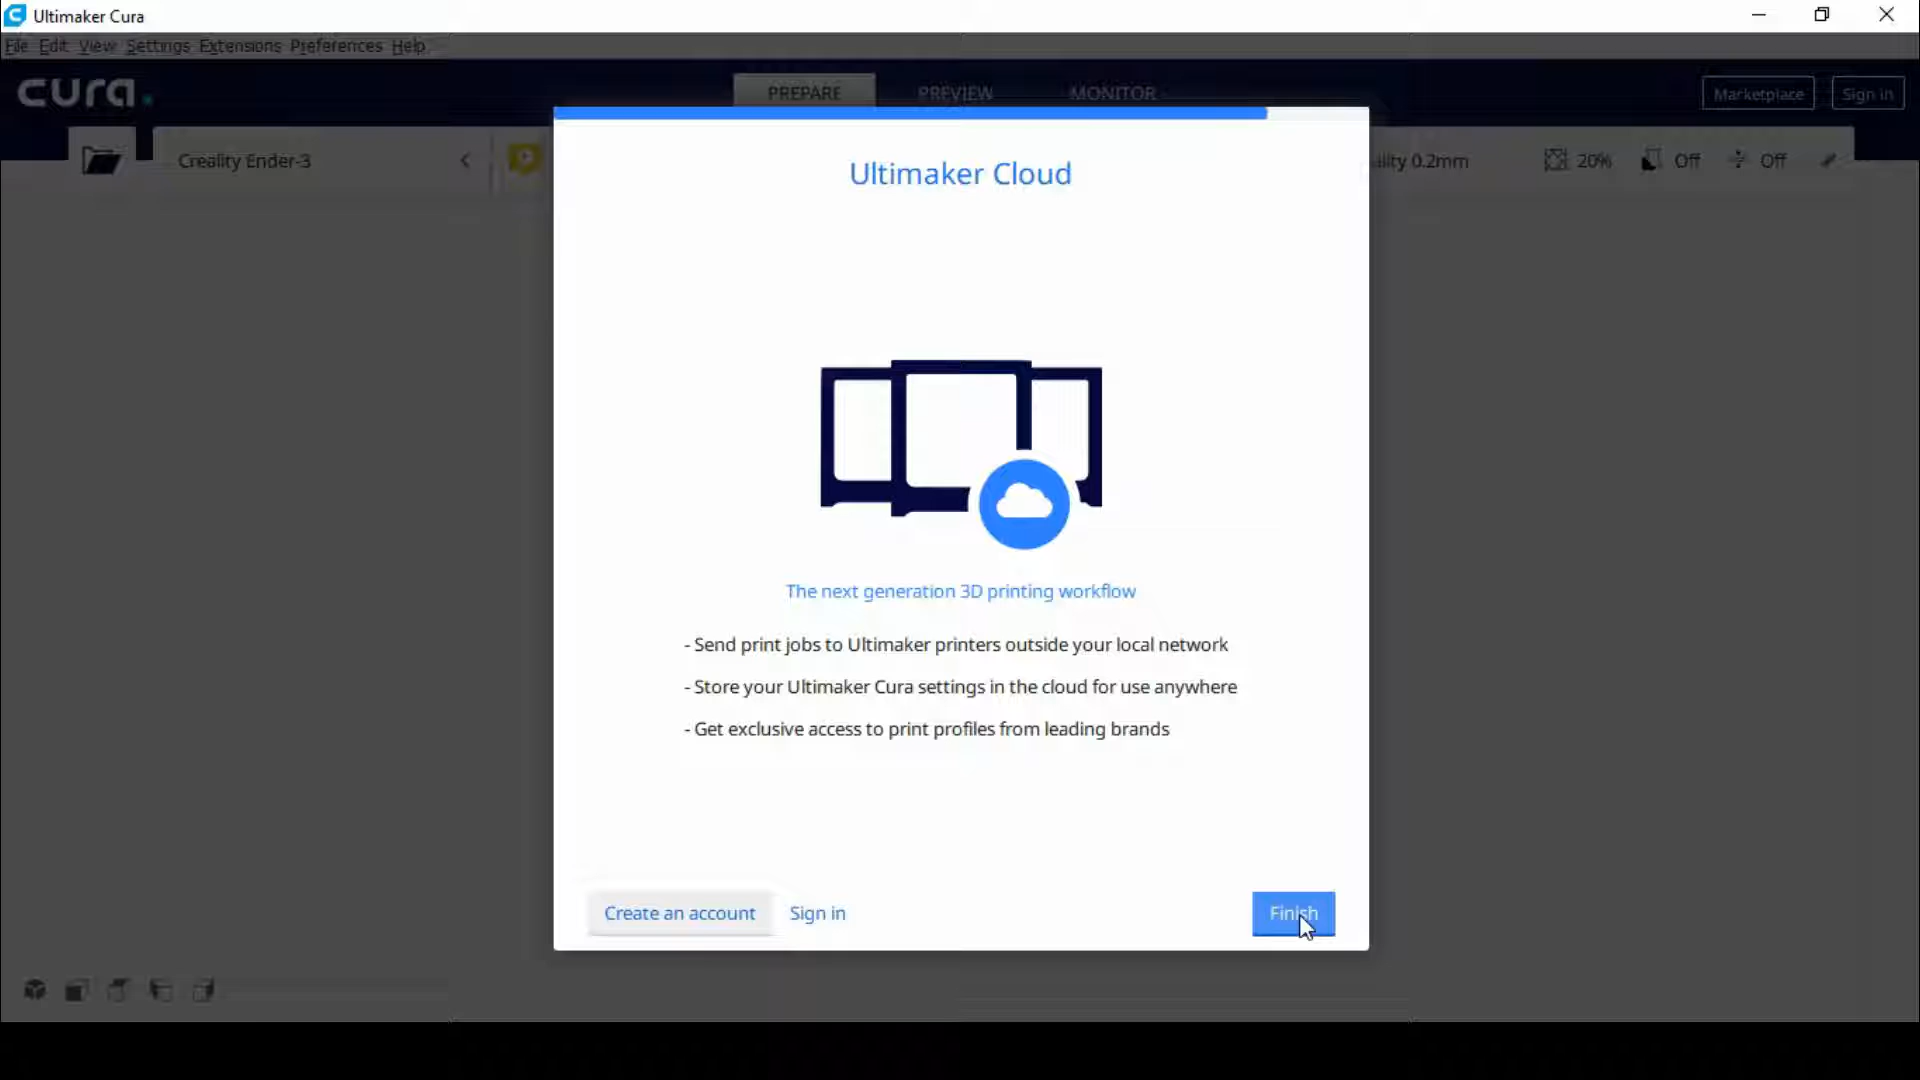 Ultimaker Cura
File Edit View Settings Extensions Preferences Help
cura.
PREPARE
PREVIEW
MONITOR
Marketplace
Sign in
Creality Ender-3
0.2mm
20%
Off
Off
Ultimaker Cloud
The next generation 3D printing workflow
- Send print jobs to Ultimaker printers outside your local network
- Store your Ultimaker Cura settings in the cloud for use anywhere
- Get exclusive access to print profiles from leading brands
Create an account
Sign in
Finish